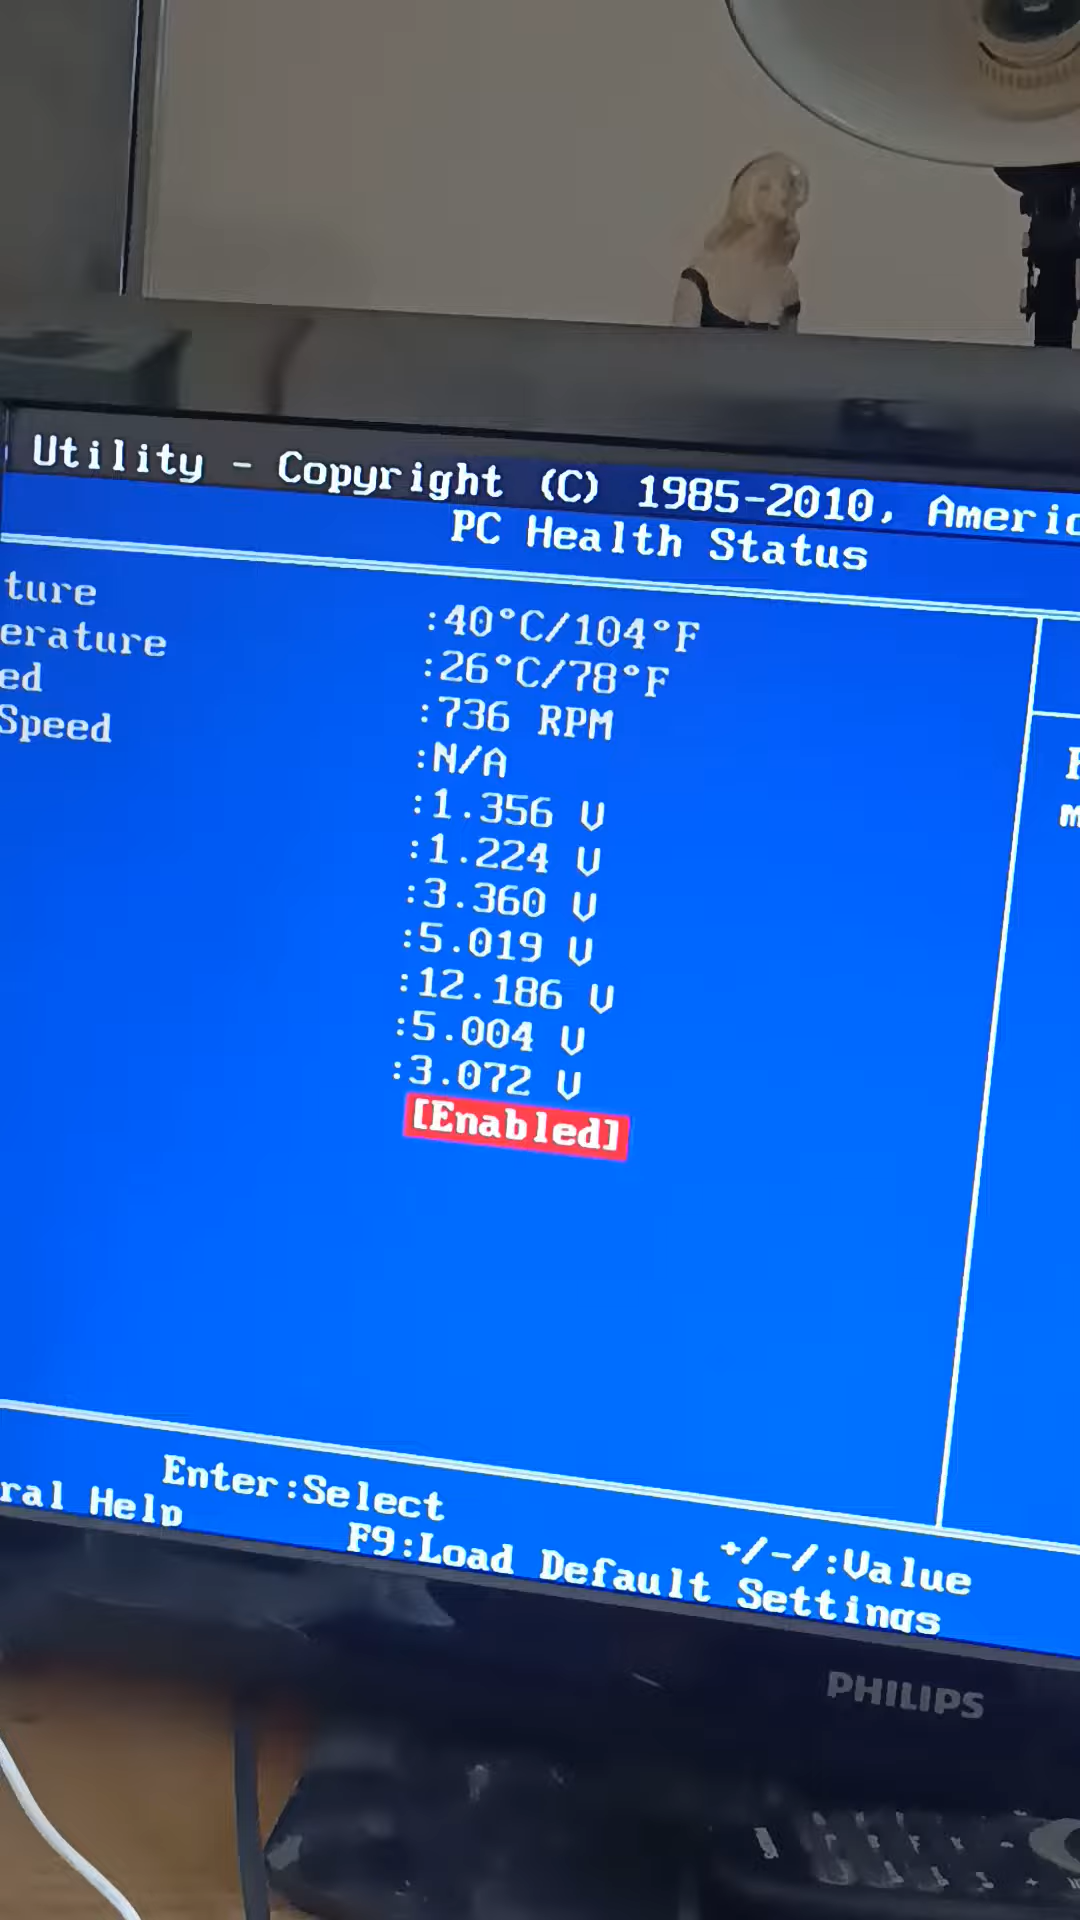 Utility - Copyright (C) 1985-2010, Americ
PC Health Status
ture :40°C/104°F
erature :26°C/78°F
ed :736 RPM
Speed :N/A
:1.356 V
:1.224 V
:3.360 V
:5.019 V
:12.186 V
:5.004 V
:3.072 V
[Enabled]
Enter:Select +/-/:Value
ral Help F9:Load Default Settings
PHILIPS